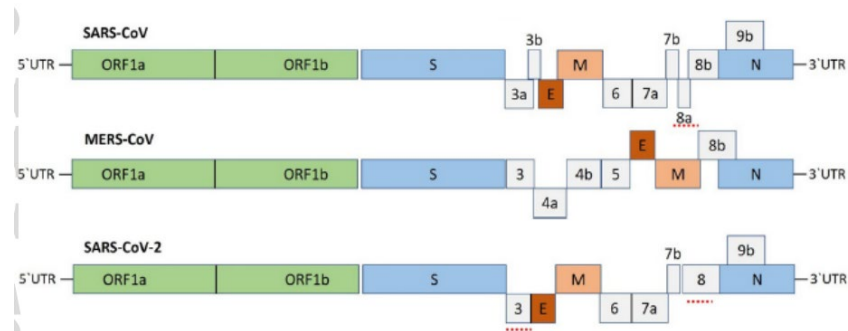 SARS-CoV
3b 7b 9b
5`UTR ORF1a ORF1b S M 8b N 3`UTR
3a E 6 7a
8a
MERS-CoV
E 8b
5`UTR ORF1a ORF1b S 3 4b 5 M N 3`UTR
4a
SARS-CoV-2
7b 9b
5`UTR ORF1a ORF1b S M 8 N 3`UTR
3 E 6 7a